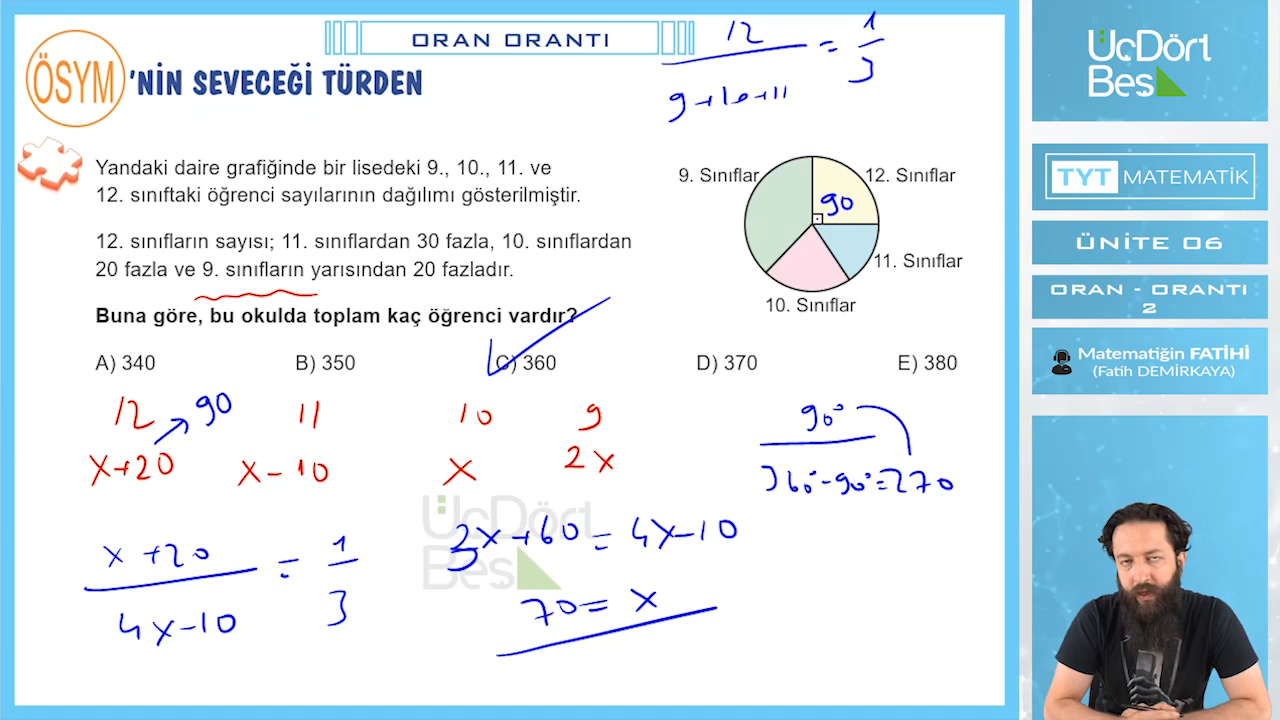 ORAN ORANTI
ÖSYM'NİN SEVECEĞİ TÜRDEN
12
9+10+11
= 1
3
Yandaki daire grafiğinde bir lisedeki 9., 10., 11. ve
12. sınıftaki öğrenci sayılarının dağılımı gösterilmiştir.
12. sınıfların sayısı; 11. sınıflardan 30 fazla, 10. sınıflardan
20 fazla ve 9. sınıfların yarısından 20 fazladır.
Buna göre, bu okulda toplam kaç öğrenci vardır?
9. Sınıflar
12. Sınıflar
90
11. Sınıflar
10. Sınıflar
A) 340 B) 350 C) 360 D) 370 E) 380
12 90 11 10 9
x+20 x-10 x 2x
90°
360°-90°=270
x+20
4x-10
= 1
3
3x+60=4x-10
70=x
ÜçDört
Beş
ÜçDört
Beş
TYT MATEMATİK
ÜNİTE 06
ORAN - ORANTI
2
Matematiğin FATİHİ
(Fatih DEMİRKAYA)